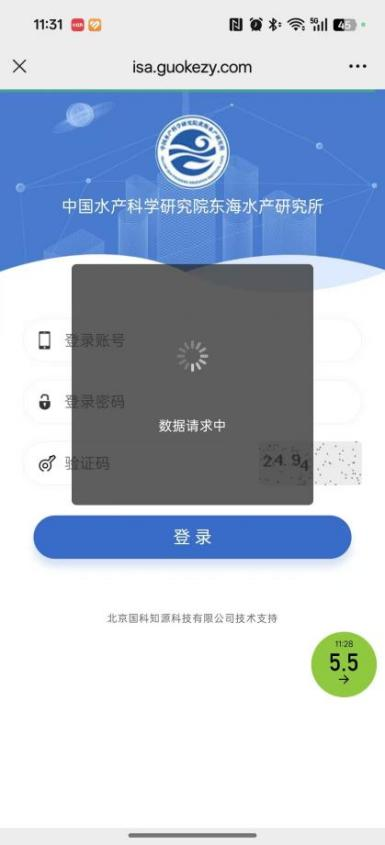 11:31
5G
45
isa.guokezy.com
中国水产科学研究院东海水产研究所
登录账号
登录密码
数据请求中
验证码
24.94
登录
北京国科知源科技有限公司技术支持
11:28
5.5